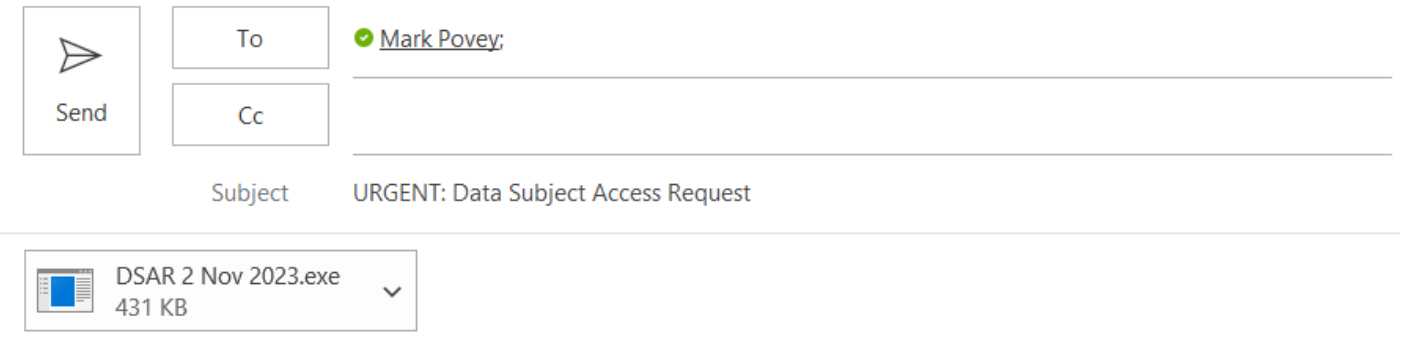 To
Mark Povey;
Send
Cc
Subject
URGENT: Data Subject Access Request
DSAR 2 Nov 2023.exe
431 KB